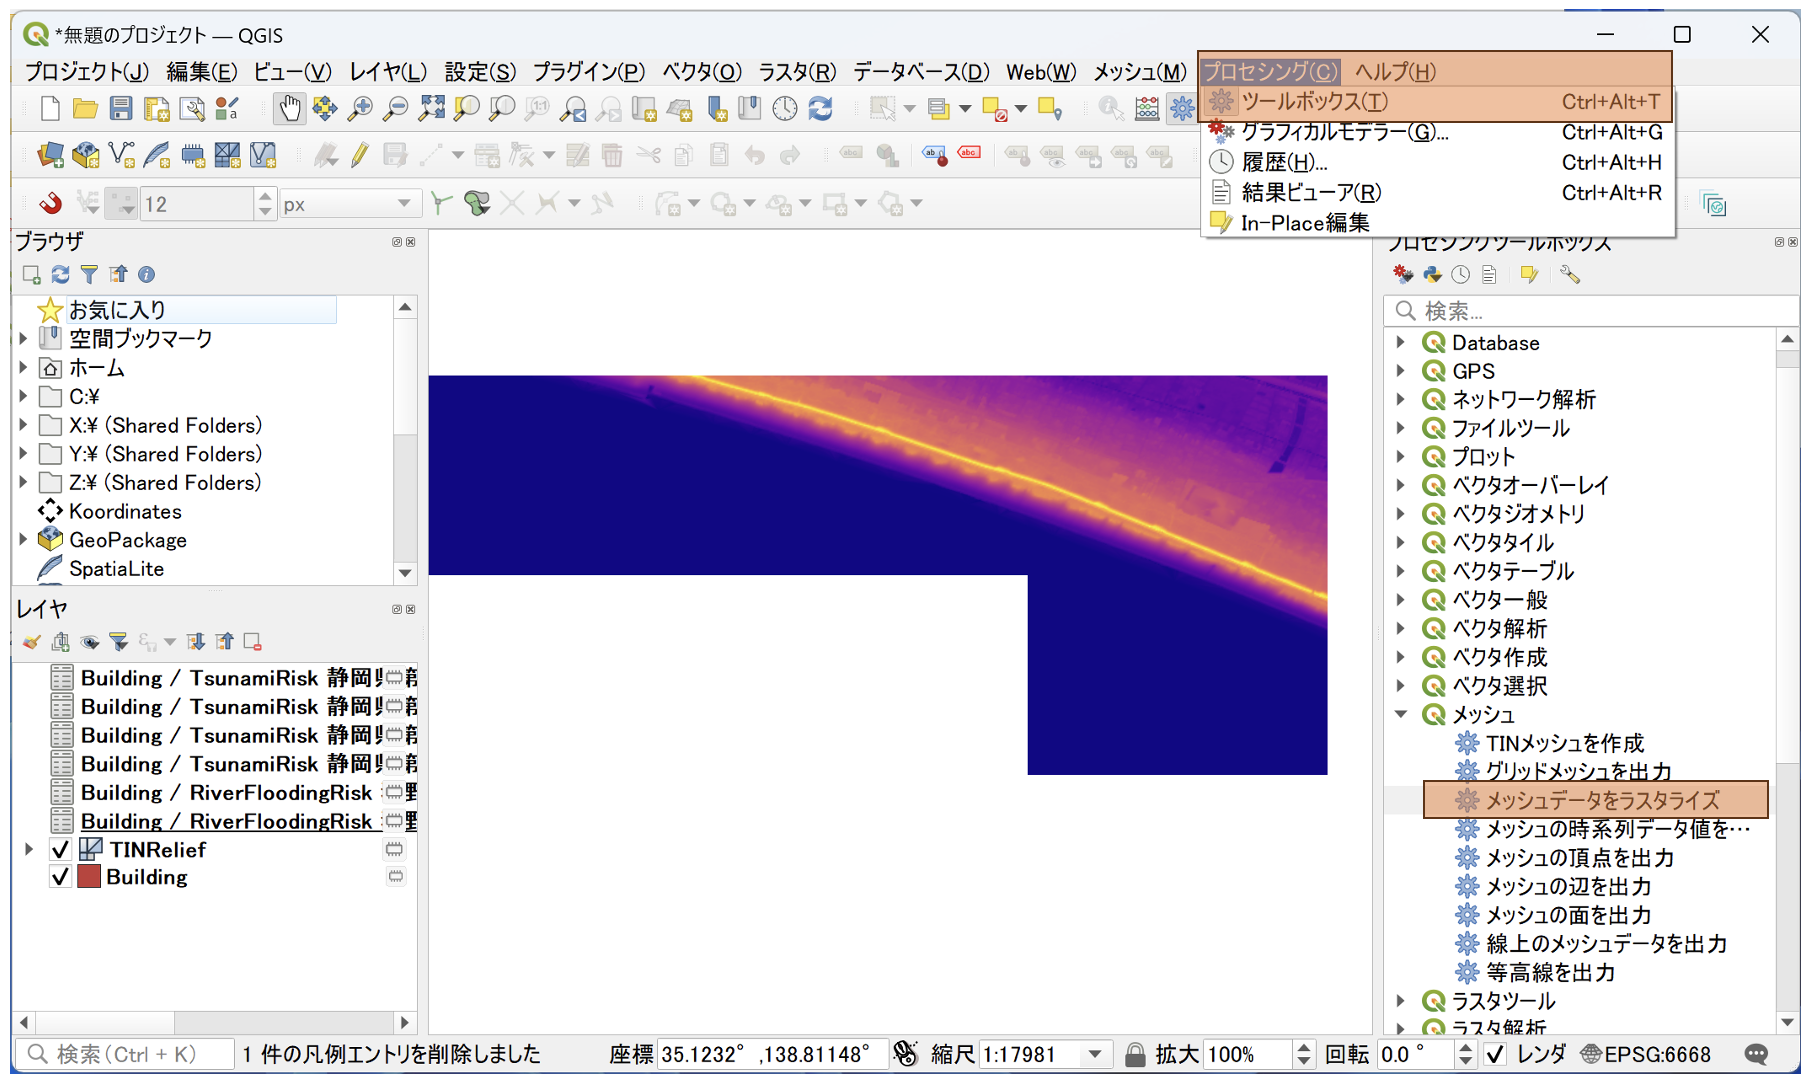 *無題のプロジェクト — QGIS
プロジェクト(J) 編集(E) ビュー(V) レイヤ(L) 設定(S) プラグイン(P) ベクタ(O) ラスタ(R) データベース(D) Web(W) メッシュ(M) プロセシング(C) ヘルプ(H)
ツールボックス(T) Ctrl+Alt+T
グラフィカルモデラー(G)... Ctrl+Alt+G
履歴(H)... Ctrl+Alt+H
結果ビューア(R) Ctrl+Alt+R
In-Place編集
12 px
ブラウザ
お気に入り
空間ブックマーク
ホーム
C:¥
X:¥ (Shared Folders)
Y:¥ (Shared Folders)
Z:¥ (Shared Folders)
Koordinates
GeoPackage
SpatiaLite
レイヤ
Building / TsunamiRisk 静岡県
Building / TsunamiRisk 静岡県
Building / TsunamiRisk 静岡県
Building / TsunamiRisk 静岡県
Building / RiverFloodingRisk
Building / RiverFloodingRisk
TINRelief
Building
プロセシングツールボックス
検索...
Database
GPS
ネットワーク解析
ファイルツール
プロット
ベクタオーバーレイ
ベクタジオメトリ
ベクタタイル
ベクタテーブル
ベクタ一般
ベクタ解析
ベクタ作成
ベクタ選択
メッシュ
TINメッシュを作成
グリッドメッシュを出力
メッシュデータをラスタライズ
メッシュの時系列データ値を…
メッシュの頂点を出力
メッシュの辺を出力
メッシュの面を出力
線上のメッシュデータを出力
等高線を出力
ラスタツール
ラスタ解析
検索(Ctrl + K) 1 件の凡例エントリを削除しました 座標 35.1232° ,138.81148° 縮尺 1:17981 拡大 100% 回転 0.0 ° レンダ EPSG:6668